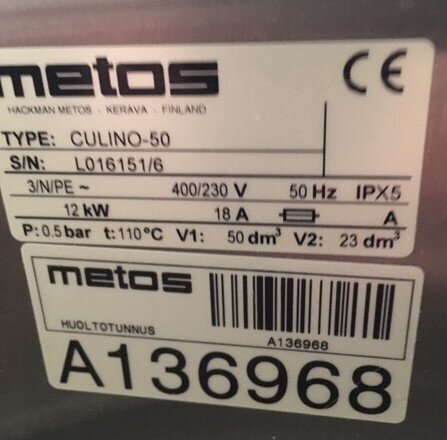 metos
CE
HACKMAN METOS - KERAVA - FINLAND
TYPE: CULINO-50
S/N: L016151/6
3/N/PE ~ 400/230 V 50 Hz IPX5
12 kW 18 A A
P: 0.5 bar t: 110°C V1: 50 dm³ V2: 23 dm³
metos
HUOLTOTUNNUS
A136968
A136968